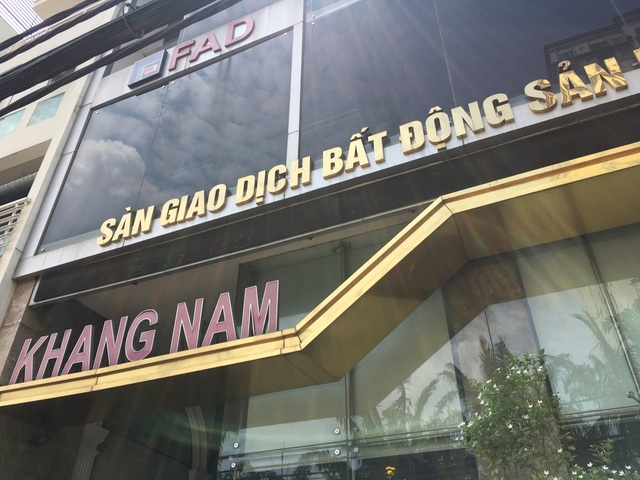 FAD
SÀN GIAO DỊCH BẤT ĐỘNG SẢN
KHANG NAM